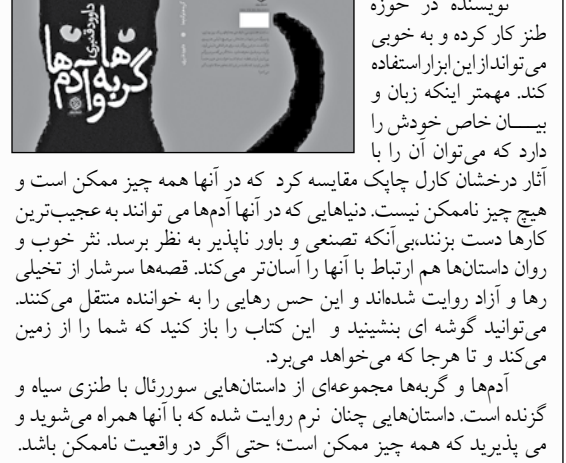 نویسنده در حوزه
طنز کار کرده و به خوبی
می‌تواند از این ابزار استفاده
کند. مهمتر اینکه زبان و
بیـــان خاص خودش را
دارد که می‌توان آن را با
آثار درخشان کارل چاپک مقایسه کرد که در آنها همه چیز ممکن است و
هیچ چیز ناممکن نیست. دنیاهایی که در آنها آدم‌ها می توانند به عجیب‌ترین
کارها دست بزنند،بی‌آنکه تصنعی و باور ناپذیر به نظر برسد. نثر خوب و
روان داستان‌ها هم ارتباط با آنها را آسان‌تر می‌کند. قصه‌ها سرشار از تخیلی
رها و آزاد روایت شده‌اند و این حس رهایی را به خواننده منتقل می‌کنند.
می‌توانید گوشه ای بنشینید و این کتاب را باز کنید که شما را از زمین
می‌کند و تا هرجا که می‌خواهد می‌برد.
آدم‌ها و گربه‌ها مجموعه‌ای از داستان‌هایی سوررئال با طنزی سیاه و
گزنده است. داستان‌هایی چنان نرم روایت شده که با آنها همراه می‌شوید و
می پذیرید که همه چیز ممکن است؛ حتی اگر در واقعیت ناممکن باشد.
داوود قنبری
گربه‌ها
و آدم‌ها